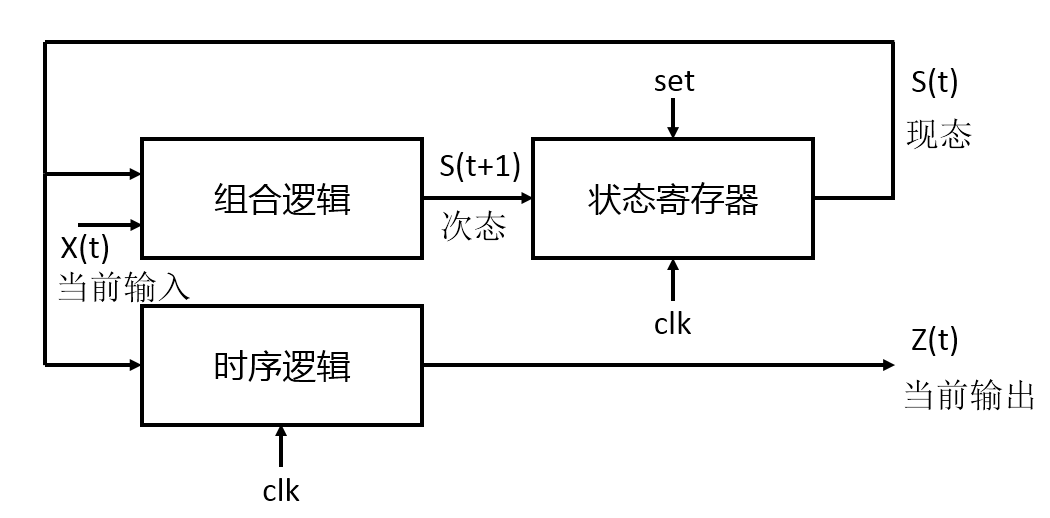 set
S(t)
现态
组合逻辑
S(t+1)
次态
状态寄存器
X(t)
当前输入
clk
时序逻辑
Z(t)
当前输出
clk